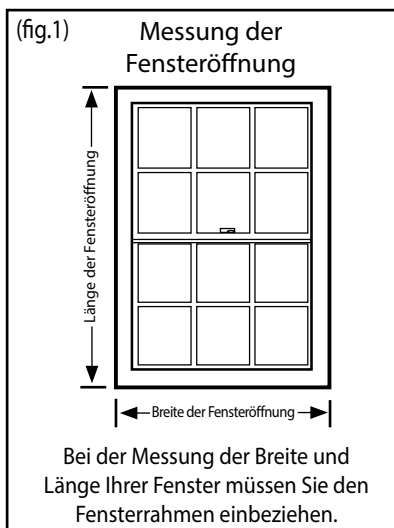 (fig.1)
Messung der
Fensteröffnung
Länge der Fensteröffnung
Breite der Fensteröffnung
Bei der Messung der Breite und
Länge Ihrer Fenster müssen Sie den
Fensterrahmen einbeziehen.